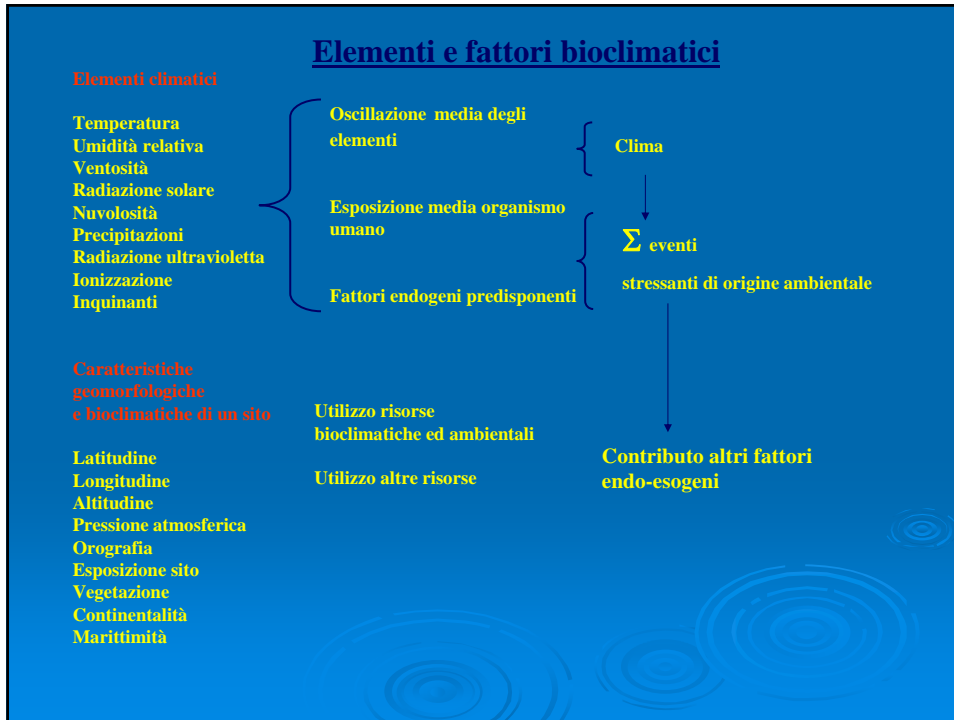 Elementi e fattori bioclimatici
Elementi climatici
Temperatura
Umidità relativa
Ventosità
Radiazione solare
Nuvolosità
Precipitazioni
Radiazione ultravioletta
Ionizzazione
Inquinanti
Oscillazione media degli
elementi
Esposizione media organismo
umano
Fattori endogeni predisponenti
Clima
Σ eventi
stressanti di origine ambientale
Caratteristiche
geomorfologiche
e bioclimatiche di un sito
Latitudine
Longitudine
Altitudine
Pressione atmosferica
Orografia
Esposizione sito
Vegetazione
Continentalità
Marittimità
Utilizzo risorse
bioclimatiche ed ambientali
Utilizzo altre risorse
Contributo altri fattori
endo-esogeni